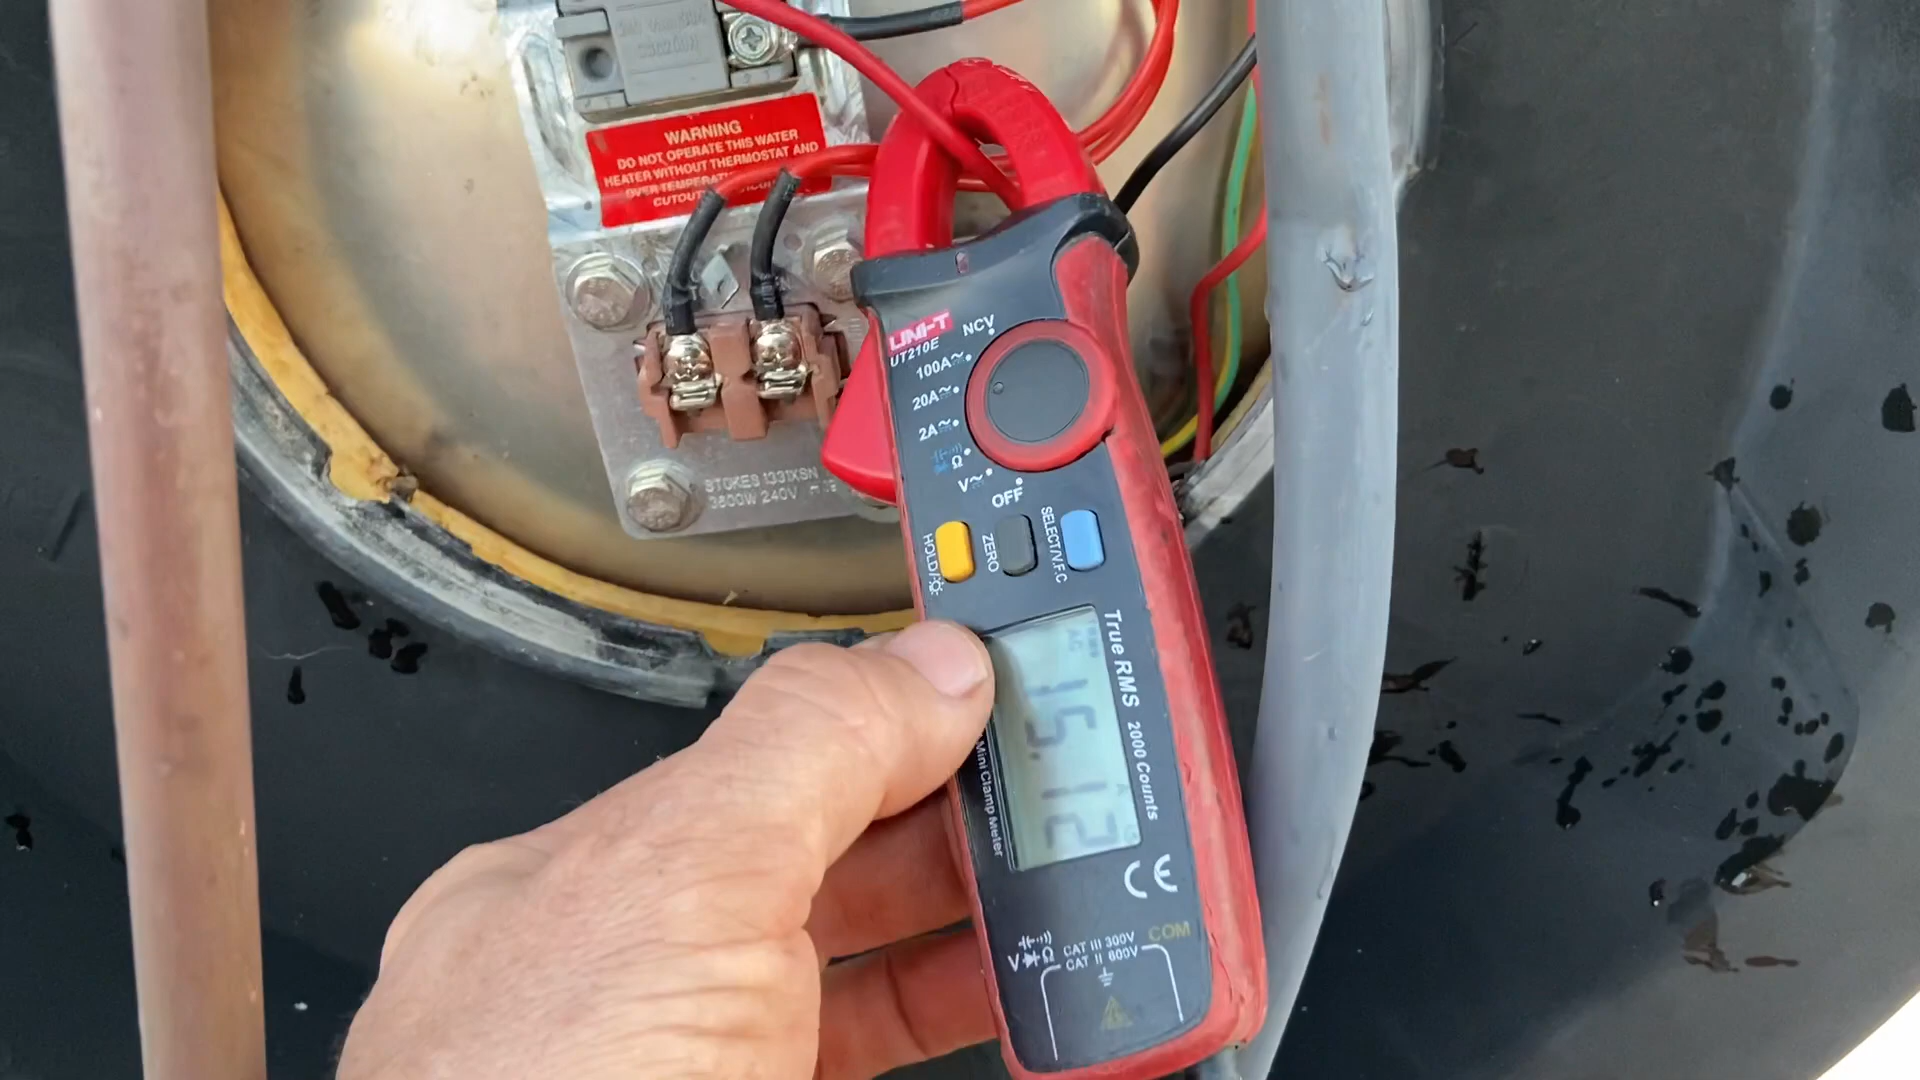 WARNING
DO NOT OPERATE THIS WATER
HEATER WITHOUT THERMOSTAT AND
CUTOUT
STOKES 1331XSN
3600W 240V
UNI-T
UT210E
NCV
100A
20A
2A
Ω
V
OFF
HOLD
ZERO
SELECT/V.F.C
True RMS 2000 Counts
AC
15.12
A
Mini Clamp Meter
CE
COM
CAT III 300V
CAT II 600V
V Ω